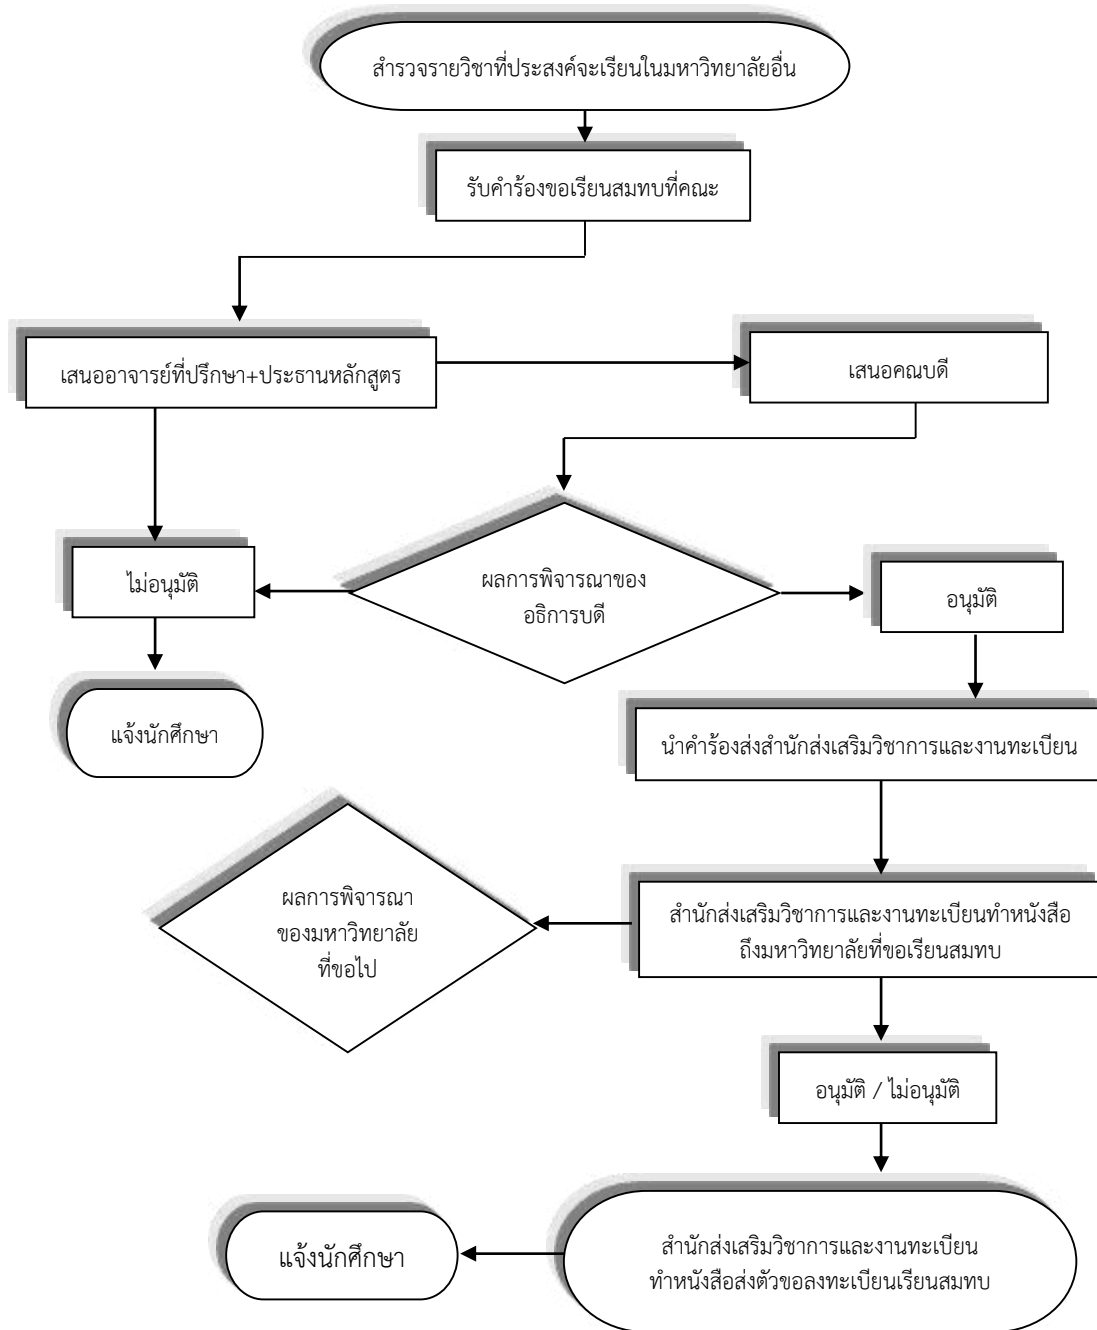 สำรวจรายวิชาที่ประสงค์จะเรียนในมหาวิทยาลัยอื่น
รับคำร้องขอเรียนสมทบที่คณะ
เสนออาจารย์ที่ปรึกษา+ประธานหลักสูตร
เสนอคณบดี
ผลการพิจารณาของ
อธิการบดี
ไม่อนุมัติ
อนุมัติ
แจ้งนักศึกษา
นำคำร้องส่งสำนักส่งเสริมวิชาการและงานทะเบียน
สำนักส่งเสริมวิชาการและงานทะเบียนทำหนังสือ
ถึงมหาวิทยาลัยที่ขอเรียนสมทบ
ผลการพิจารณา
ของมหาวิทยาลัย
ที่ขอไป
อนุมัติ / ไม่อนุมัติ
สำนักส่งเสริมวิชาการและงานทะเบียน
ทำหนังสือส่งตัวขอลงทะเบียนเรียนสมทบ
แจ้งนักศึกษา